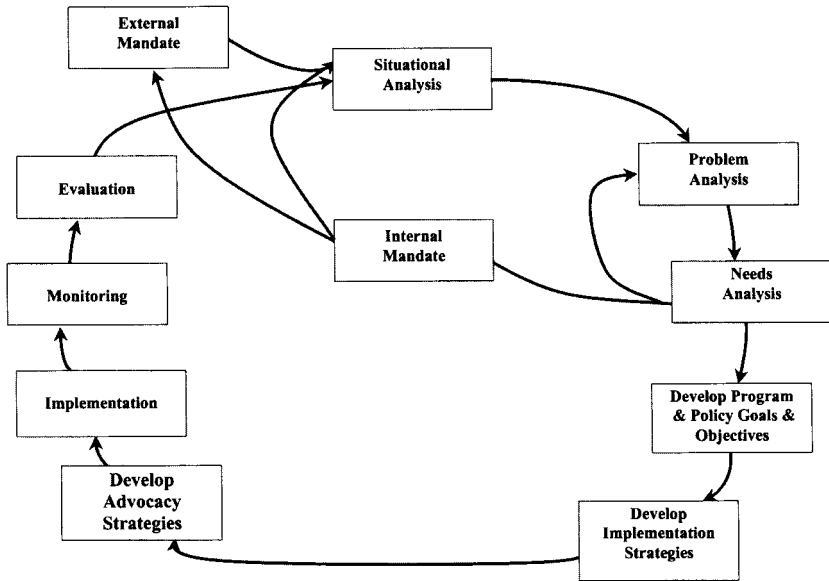 External
Mandate
Situational
Analysis
Problem
Analysis
Evaluation
Internal
Mandate
Needs
Analysis
Monitoring
Implementation
Develop Program
& Policy Goals &
Objectives
Develop
Advocacy
Strategies
Develop
Implementation
Strategies